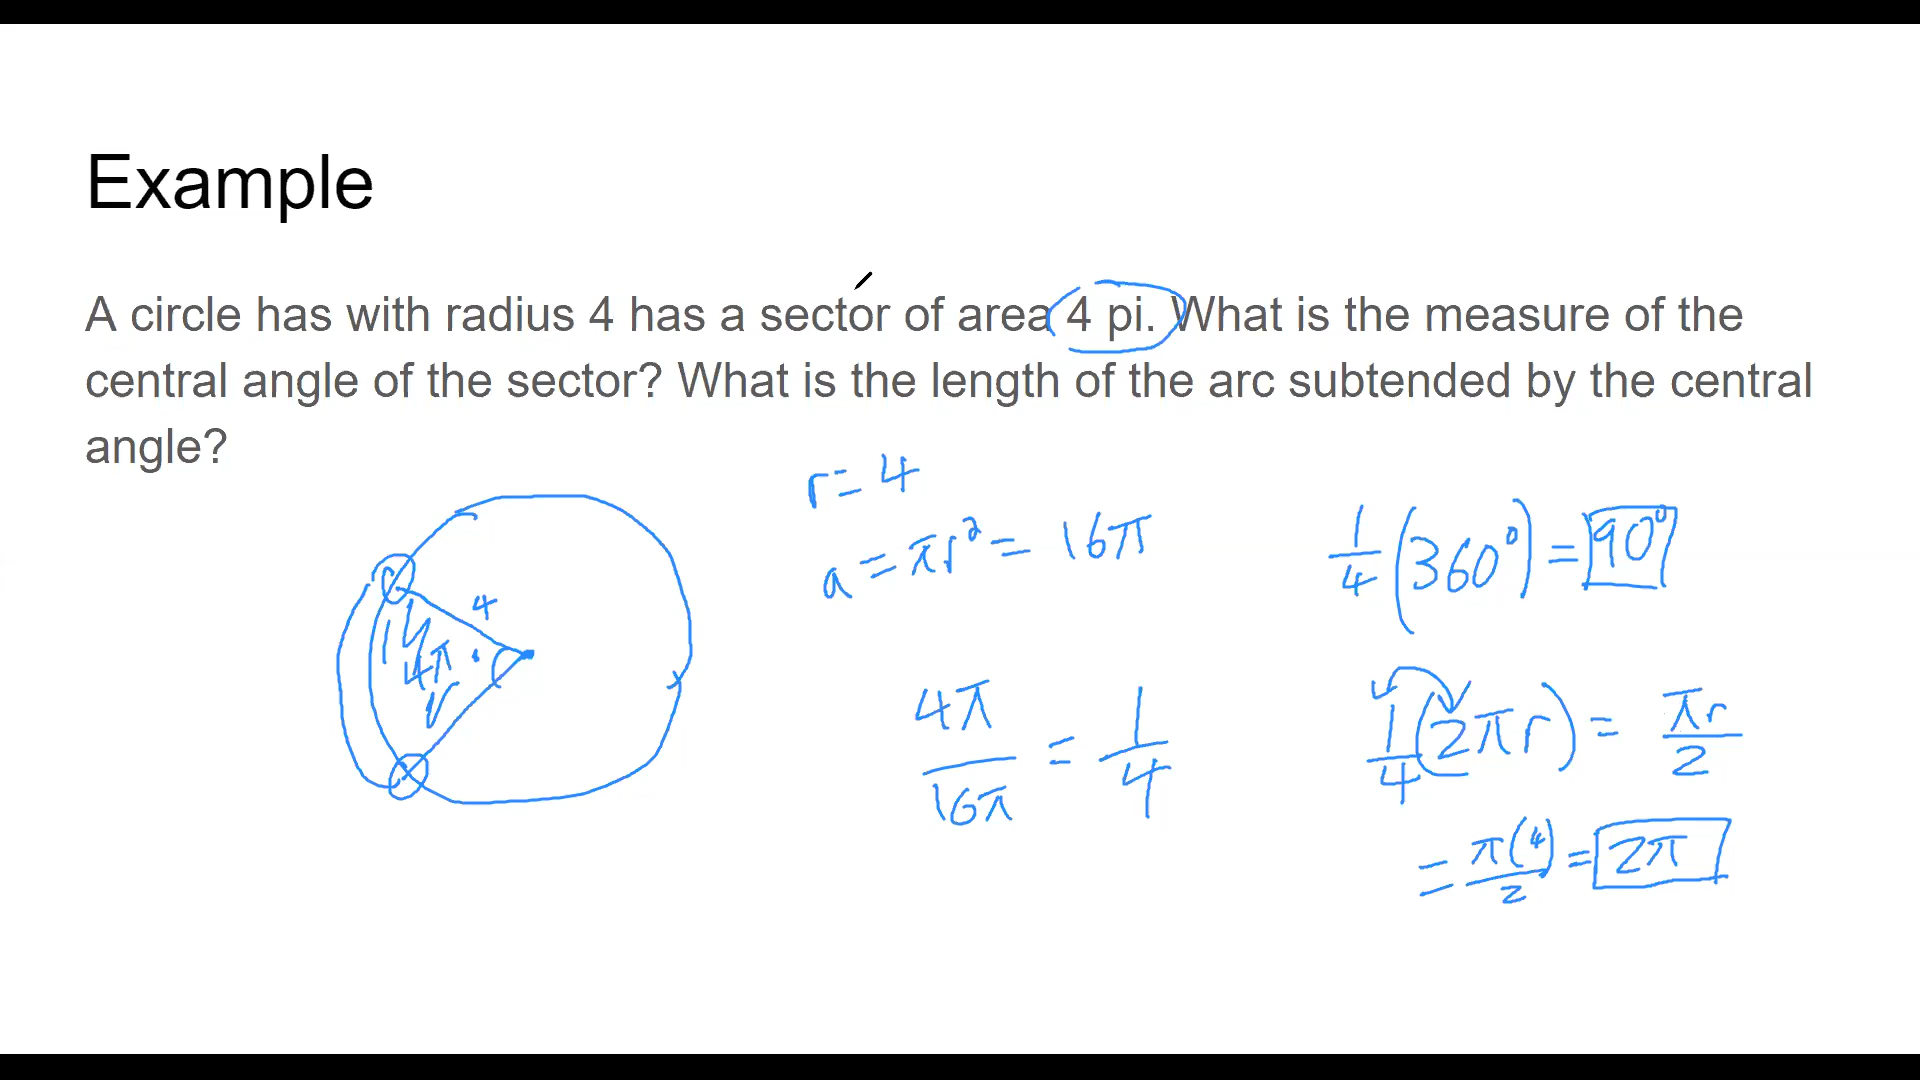 Example
A circle has with radius 4 has a sector of area 4 pi. What is the measure of the
central angle of the sector? What is the length of the arc subtended by the central
angle?
r = 4
a = πr² = 16π
1/4 (360°) = 90°
4
4π
4π/16π = 1/4
1/4 (2πr) = πr/2
= π(4)/2 = 2π